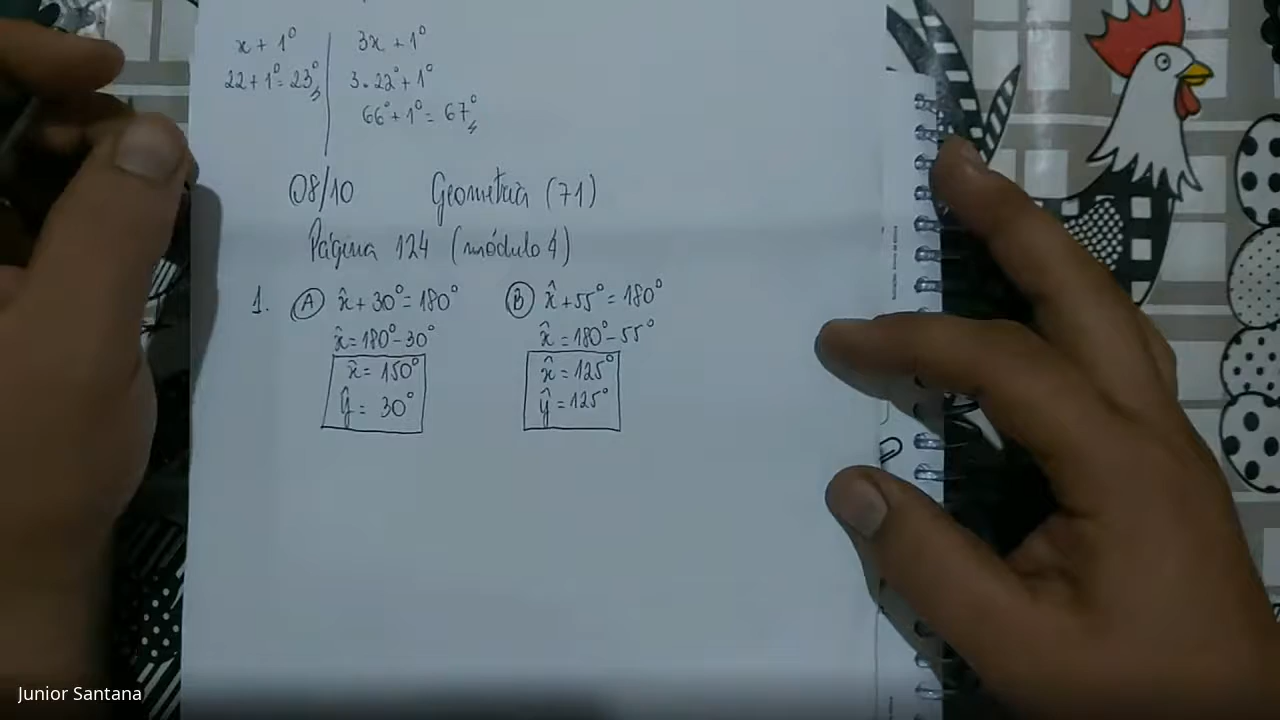 x + 1° 3x + 1°
22 + 1° = 23° 3 . 22° + 1°
66° + 1° = 67°
08/10 Geometria (71)
Página 124 (módulo 4)
1. A x̂ + 30° = 180° B x̂ + 55° = 180°
x̂ = 180° - 30° x̂ = 180° - 55°
x̂ = 150° x̂ = 125°
ŷ = 30° ŷ = 125°
Junior Santana